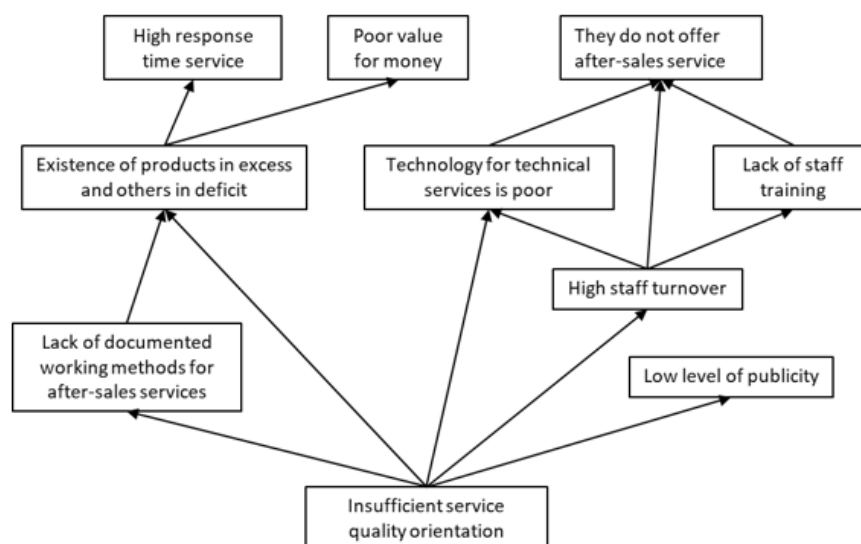 High response
time service
Poor value
for money
They do not offer
after-sales service
Existence of products in excess
and others in deficit
Technology for technical
services is poor
Lack of staff
training
High staff turnover
Lack of documented
working methods for
after-sales services
Low level of publicity
Insufficient service
quality orientation